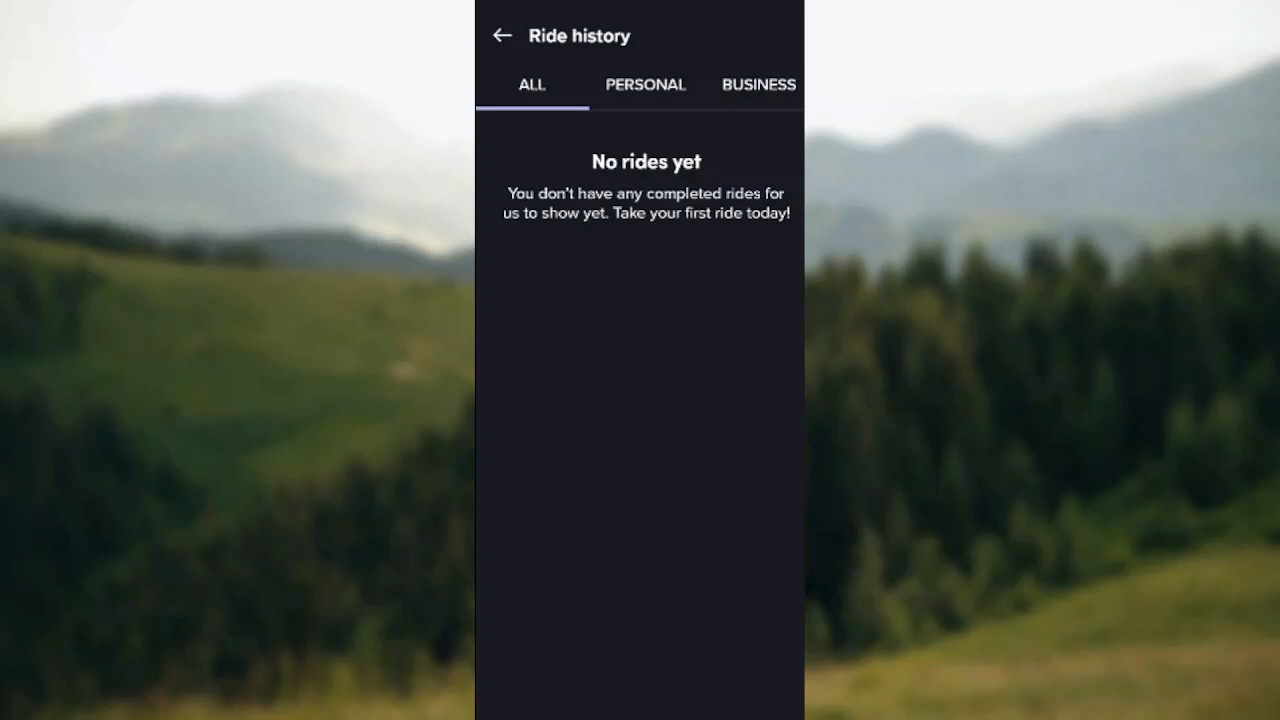 Ride history
ALL PERSONAL BUSINESS
No rides yet
You don't have any completed rides for
us to show yet. Take your first ride today!